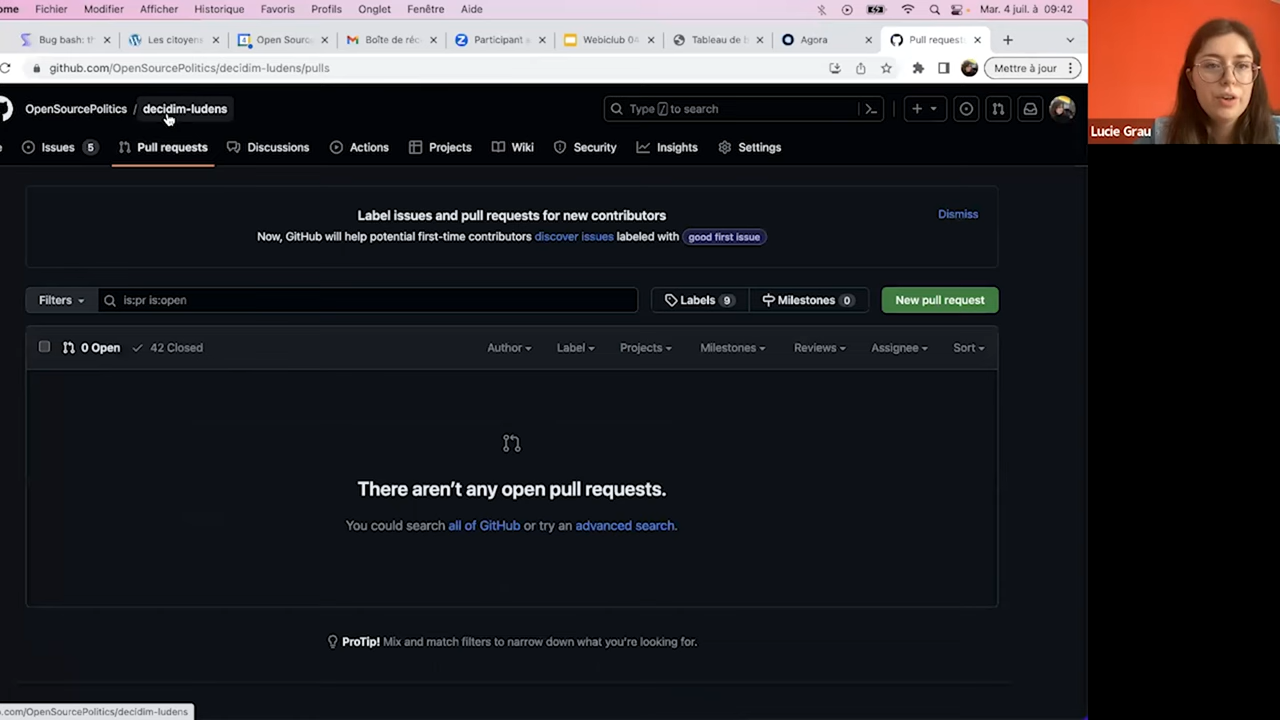 ome Fichier Modifier Afficher Historique Favoris Profils Onglet Fenêtre Aide Mar. 4 juil. à 09:42
Bug bash: th Les citoyens Open Sourc Boîte de réc Participant Webiclub 04 Tableau de b Agora Pull request
github.com/OpenSourcePolitics/decidim-ludens/pulls Mettre à jour
OpenSourcePolitics / decidim-ludens Type / to search
Lucie Grau
Issues 5 Pull requests Discussions Actions Projects Wiki Security Insights Settings
Label issues and pull requests for new contributors
Dismiss
Now, GitHub will help potential first-time contributors discover issues labeled with good first issue
Filters is:pr is:open Labels 9 Milestones 0 New pull request
0 Open 42 Closed Author Label Projects Milestones Reviews Assignee Sort
There aren't any open pull requests.
You could search all of GitHub or try an advanced search.
ProTip! Mix and match filters to narrow down what you're looking for.
.com/OpenSourcePolitics/decidim-ludens